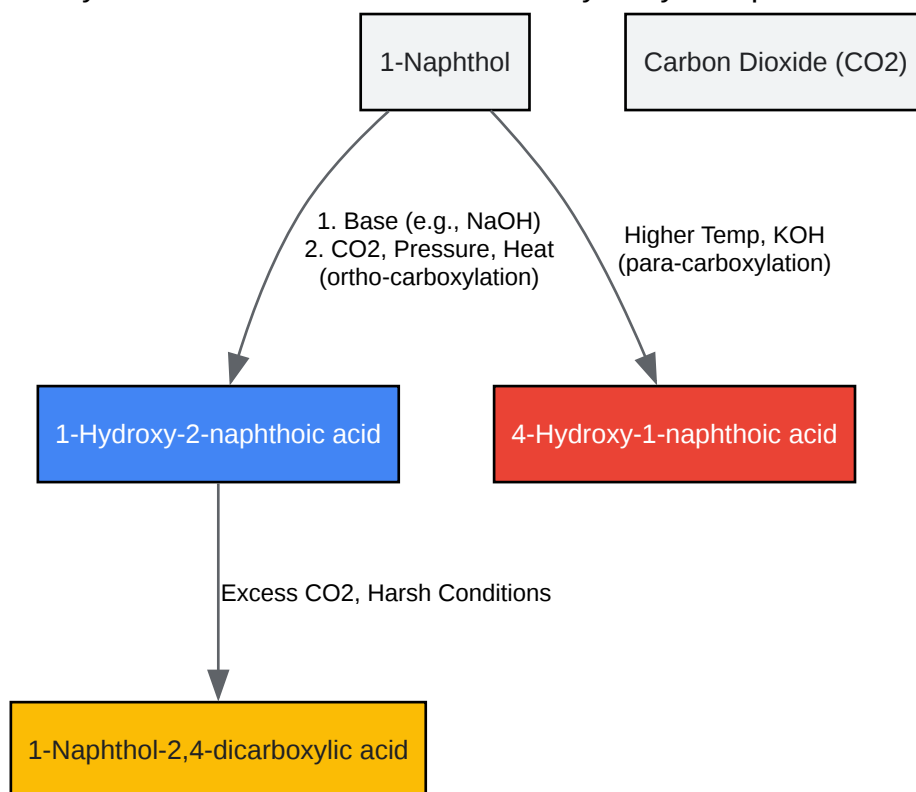 1-Naphthol
Carbon Dioxide (CO2)
1. Base (e.g., NaOH)
2. CO2, Pressure, Heat
(ortho-carboxylation)
Higher Temp, KOH
(para-carboxylation)
1-Hydroxy-2-naphthoic acid
4-Hydroxy-1-naphthoic acid
Excess CO2, Harsh Conditions
1-Naphthol-2,4-dicarboxylic acid